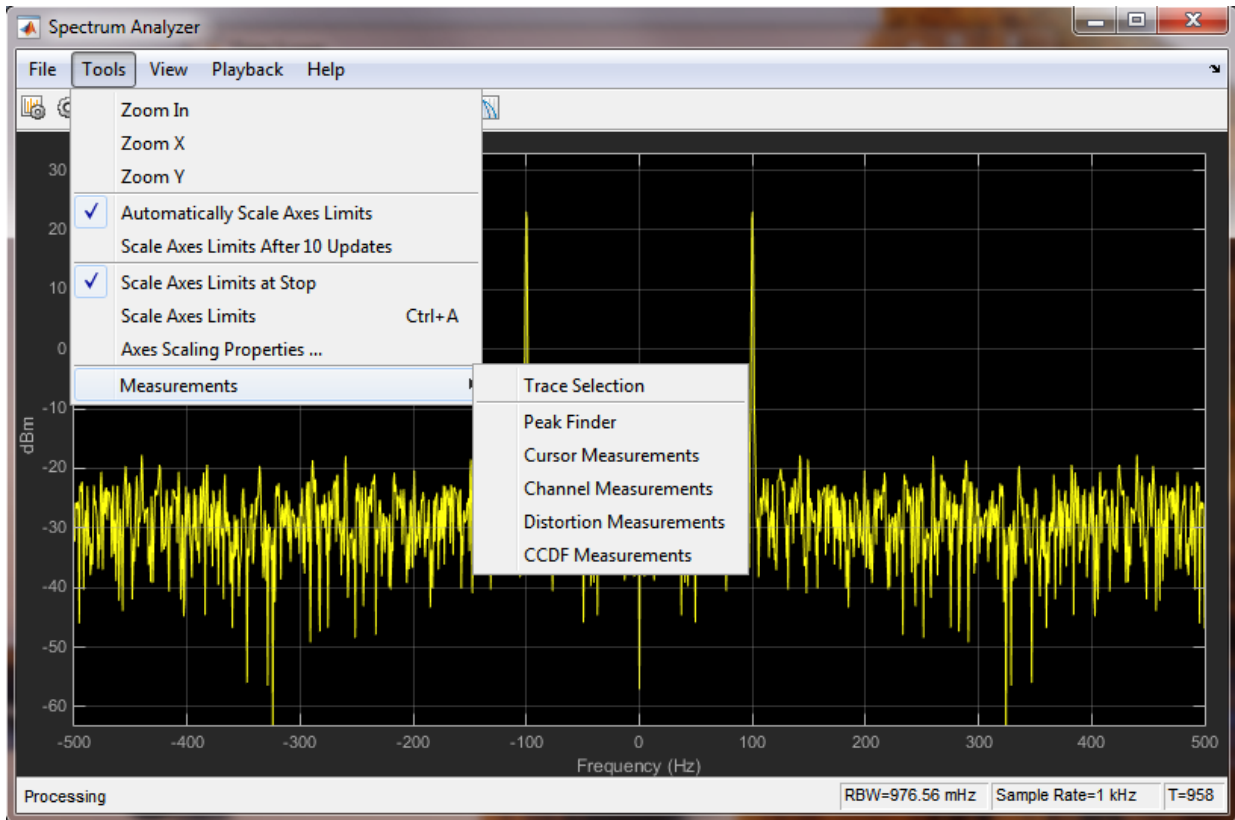 Spectrum Analyzer
File Tools View Playback Help
Zoom In
Zoom X
Zoom Y
Automatically Scale Axes Limits
Scale Axes Limits After 10 Updates
Scale Axes Limits at Stop
Scale Axes Limits Ctrl+A
Axes Scaling Properties ...
Measurements
Trace Selection
Peak Finder
Cursor Measurements
Channel Measurements
Distortion Measurements
CCDF Measurements
30
20
10
0
-10
-20
-30
-40
-50
-60
dBm
-500 -400 -300 -200 -100 0 100 200 300 400 500
Frequency (Hz)
Processing RBW=976.56 mHz Sample Rate=1 kHz T=958